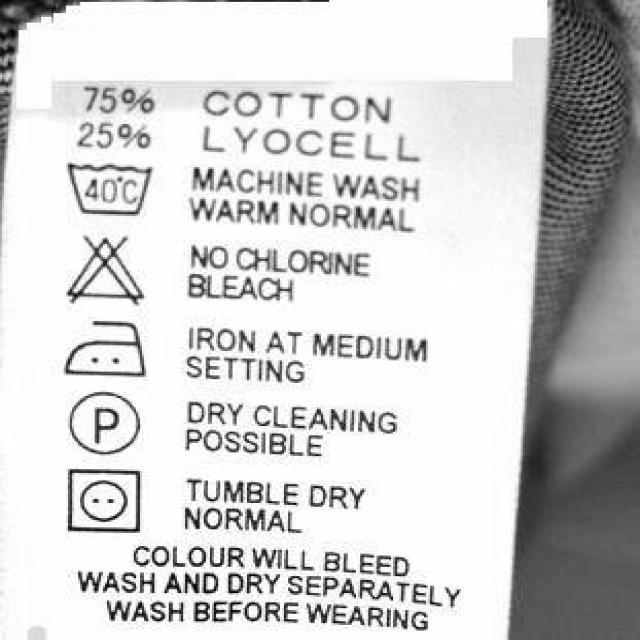 75% COTTON
25% LYOCELL
40°C MACHINE WASH
WARM NORMAL
NO CHLORINE
BLEACH
IRON AT MEDIUM
SETTING
P DRY CLEANING
POSSIBLE
TUMBLE DRY
NORMAL
COLOUR WILL BLEED
WASH AND DRY SEPARATELY
WASH BEFORE WEARING